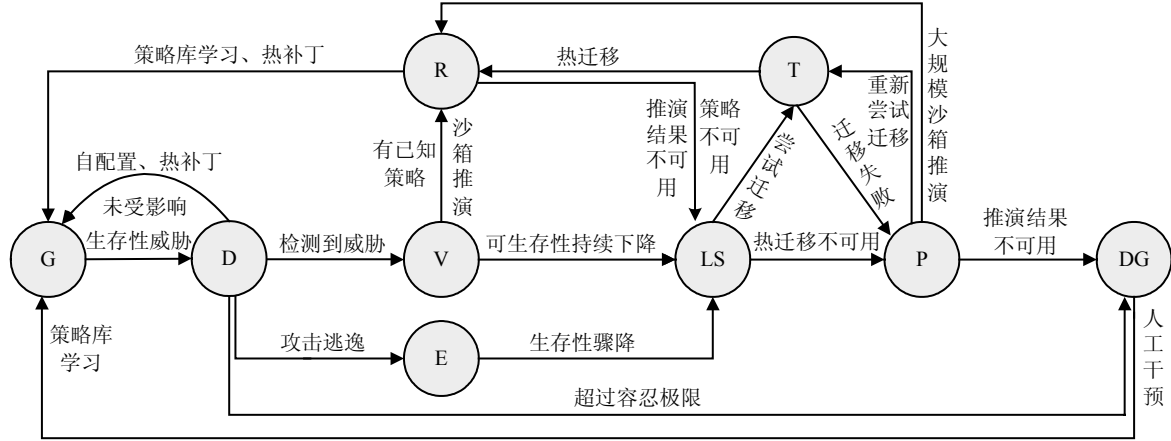 策略库学习、热补丁
R
热迁移
T
大规模沙箱推演
重新
尝试
迁移
推演
结果
不可
用
策略
不可
用
有已知
策略
沙箱推演
尝试迁移
迁移失败
自配置、热补丁
未受影响
G
生存性威胁
D
检测到威胁
V
可生存性持续下降
LS
热迁移不可用
P
推演结果
不可用
DG
策略库
学习
攻击逃逸
E
生存性骤降
超过容忍极限
人工干预